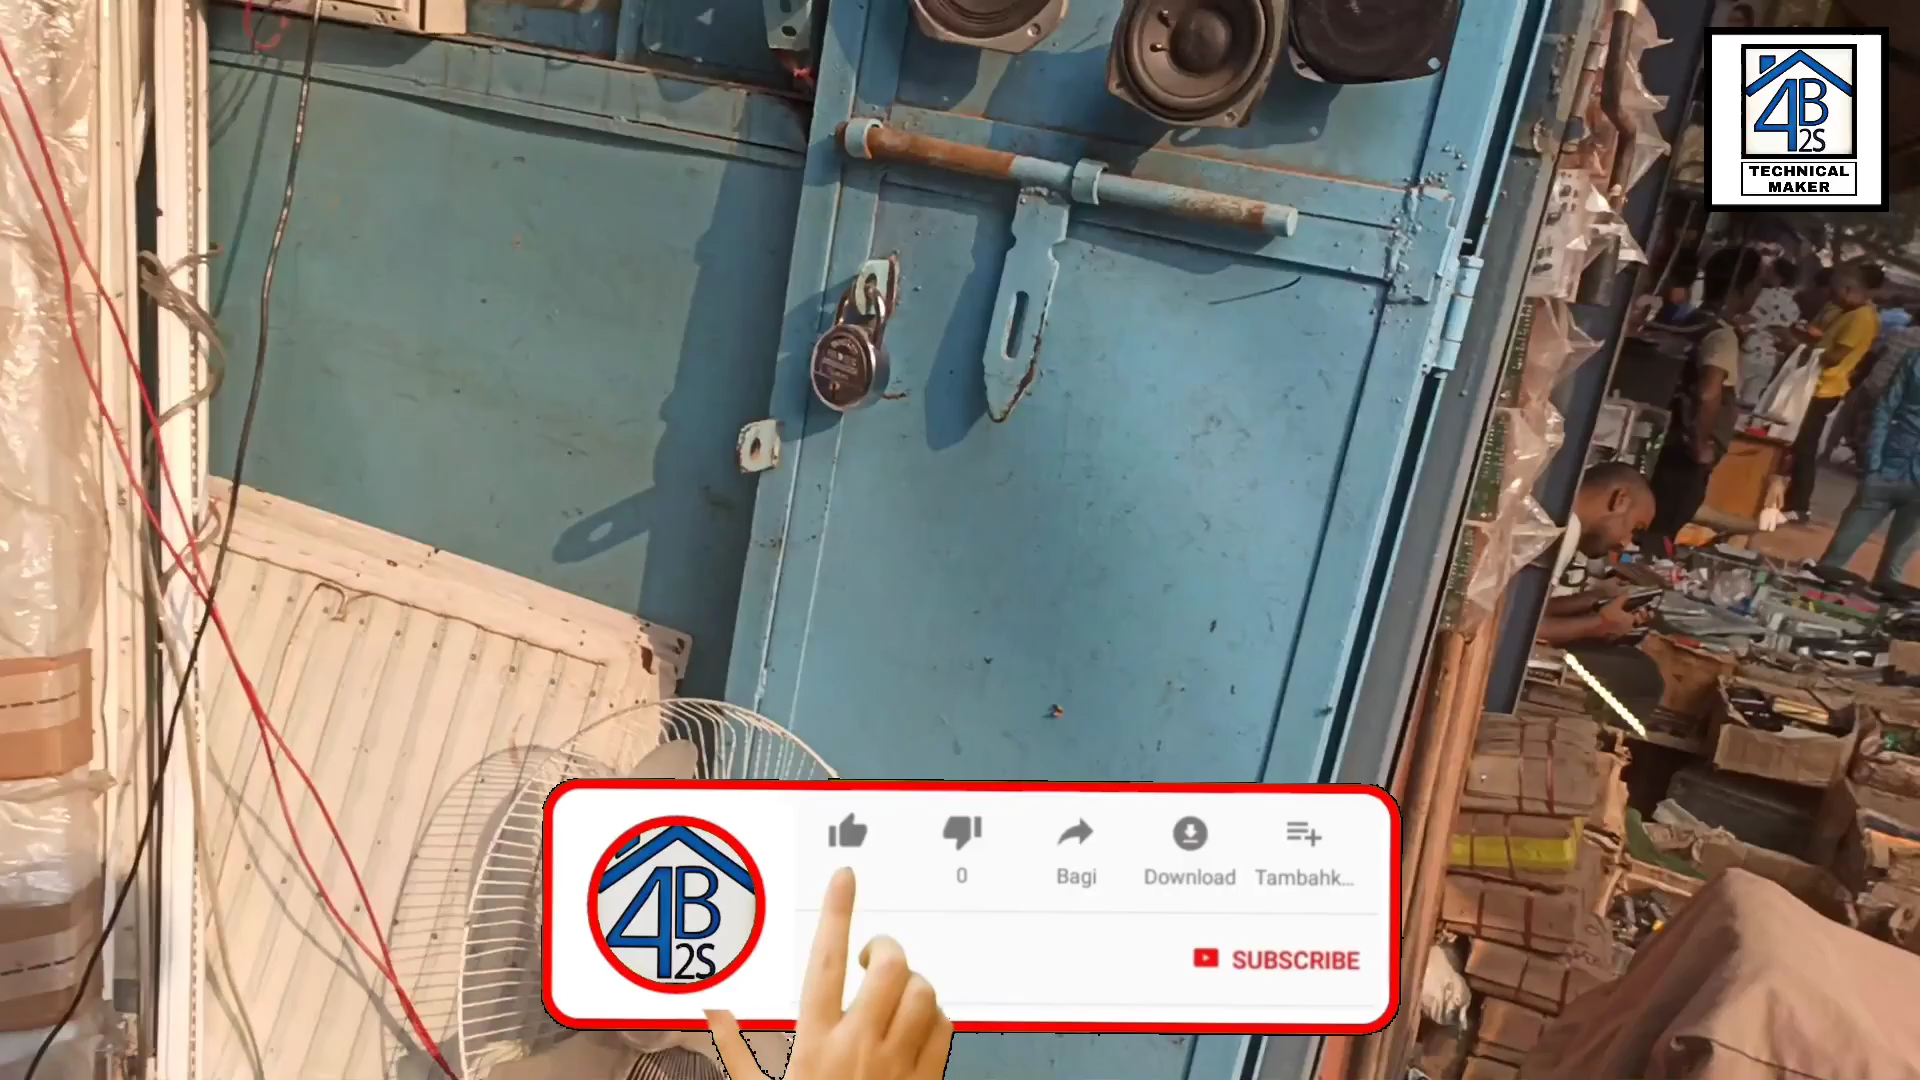 4B
2S
TECHNICAL
MAKER
4B
2S
0
Bagi
Download
Tambahk...
SUBSCRIBE